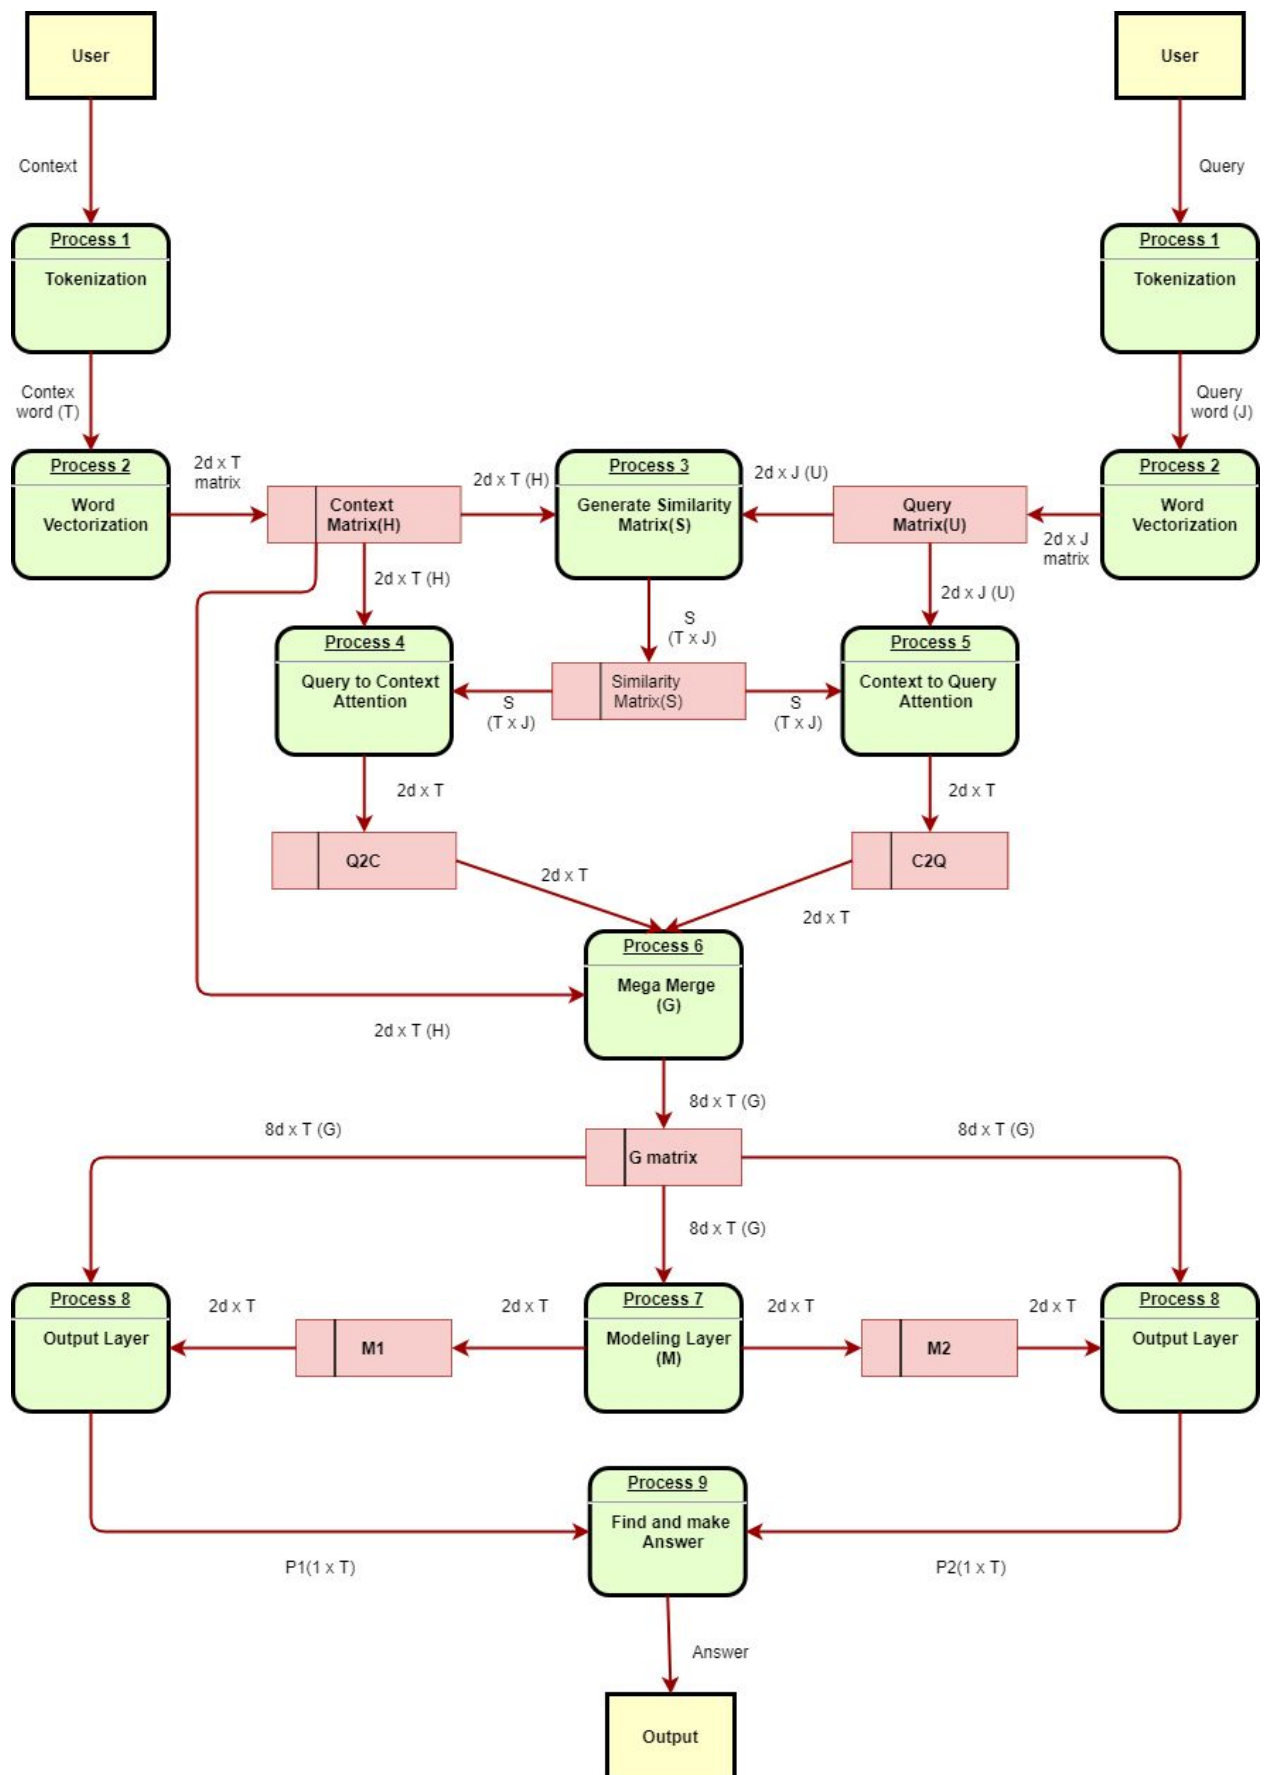 User
User
Context
Query
Process 1
Tokenization
Process 1
Tokenization
Contex
word (T)
Query
word (J)
Process 2
Word
Vectorization
2d x T
matrix
Context
Matrix(H)
2d x T (H)
Process 3
Generate Similarity
Matrix(S)
2d x J (U)
Query
Matrix(U)
2d x J
matrix
Process 2
Word
Vectorization
2d x T (H)
S
(T x J)
2d x J (U)
Process 4
Query to Context
Attention
S
(T x J)
Similarity
Matrix(S)
S
(T x J)
Process 5
Context to Query
Attention
2d x T
2d x T
Q2C
C2Q
2d x T
2d x T
Process 6
Mega Merge
(G)
2d x T (H)
8d x T (G)
8d x T (G)
8d x T (G)
G matrix
8d x T (G)
Process 8
Output Layer
2d x T
M1
2d x T
Process 7
Modeling Layer
(M)
2d x T
M2
2d x T
Process 8
Output Layer
Process 9
Find and make
Answer
P1(1 x T)
P2(1 x T)
Answer
Output